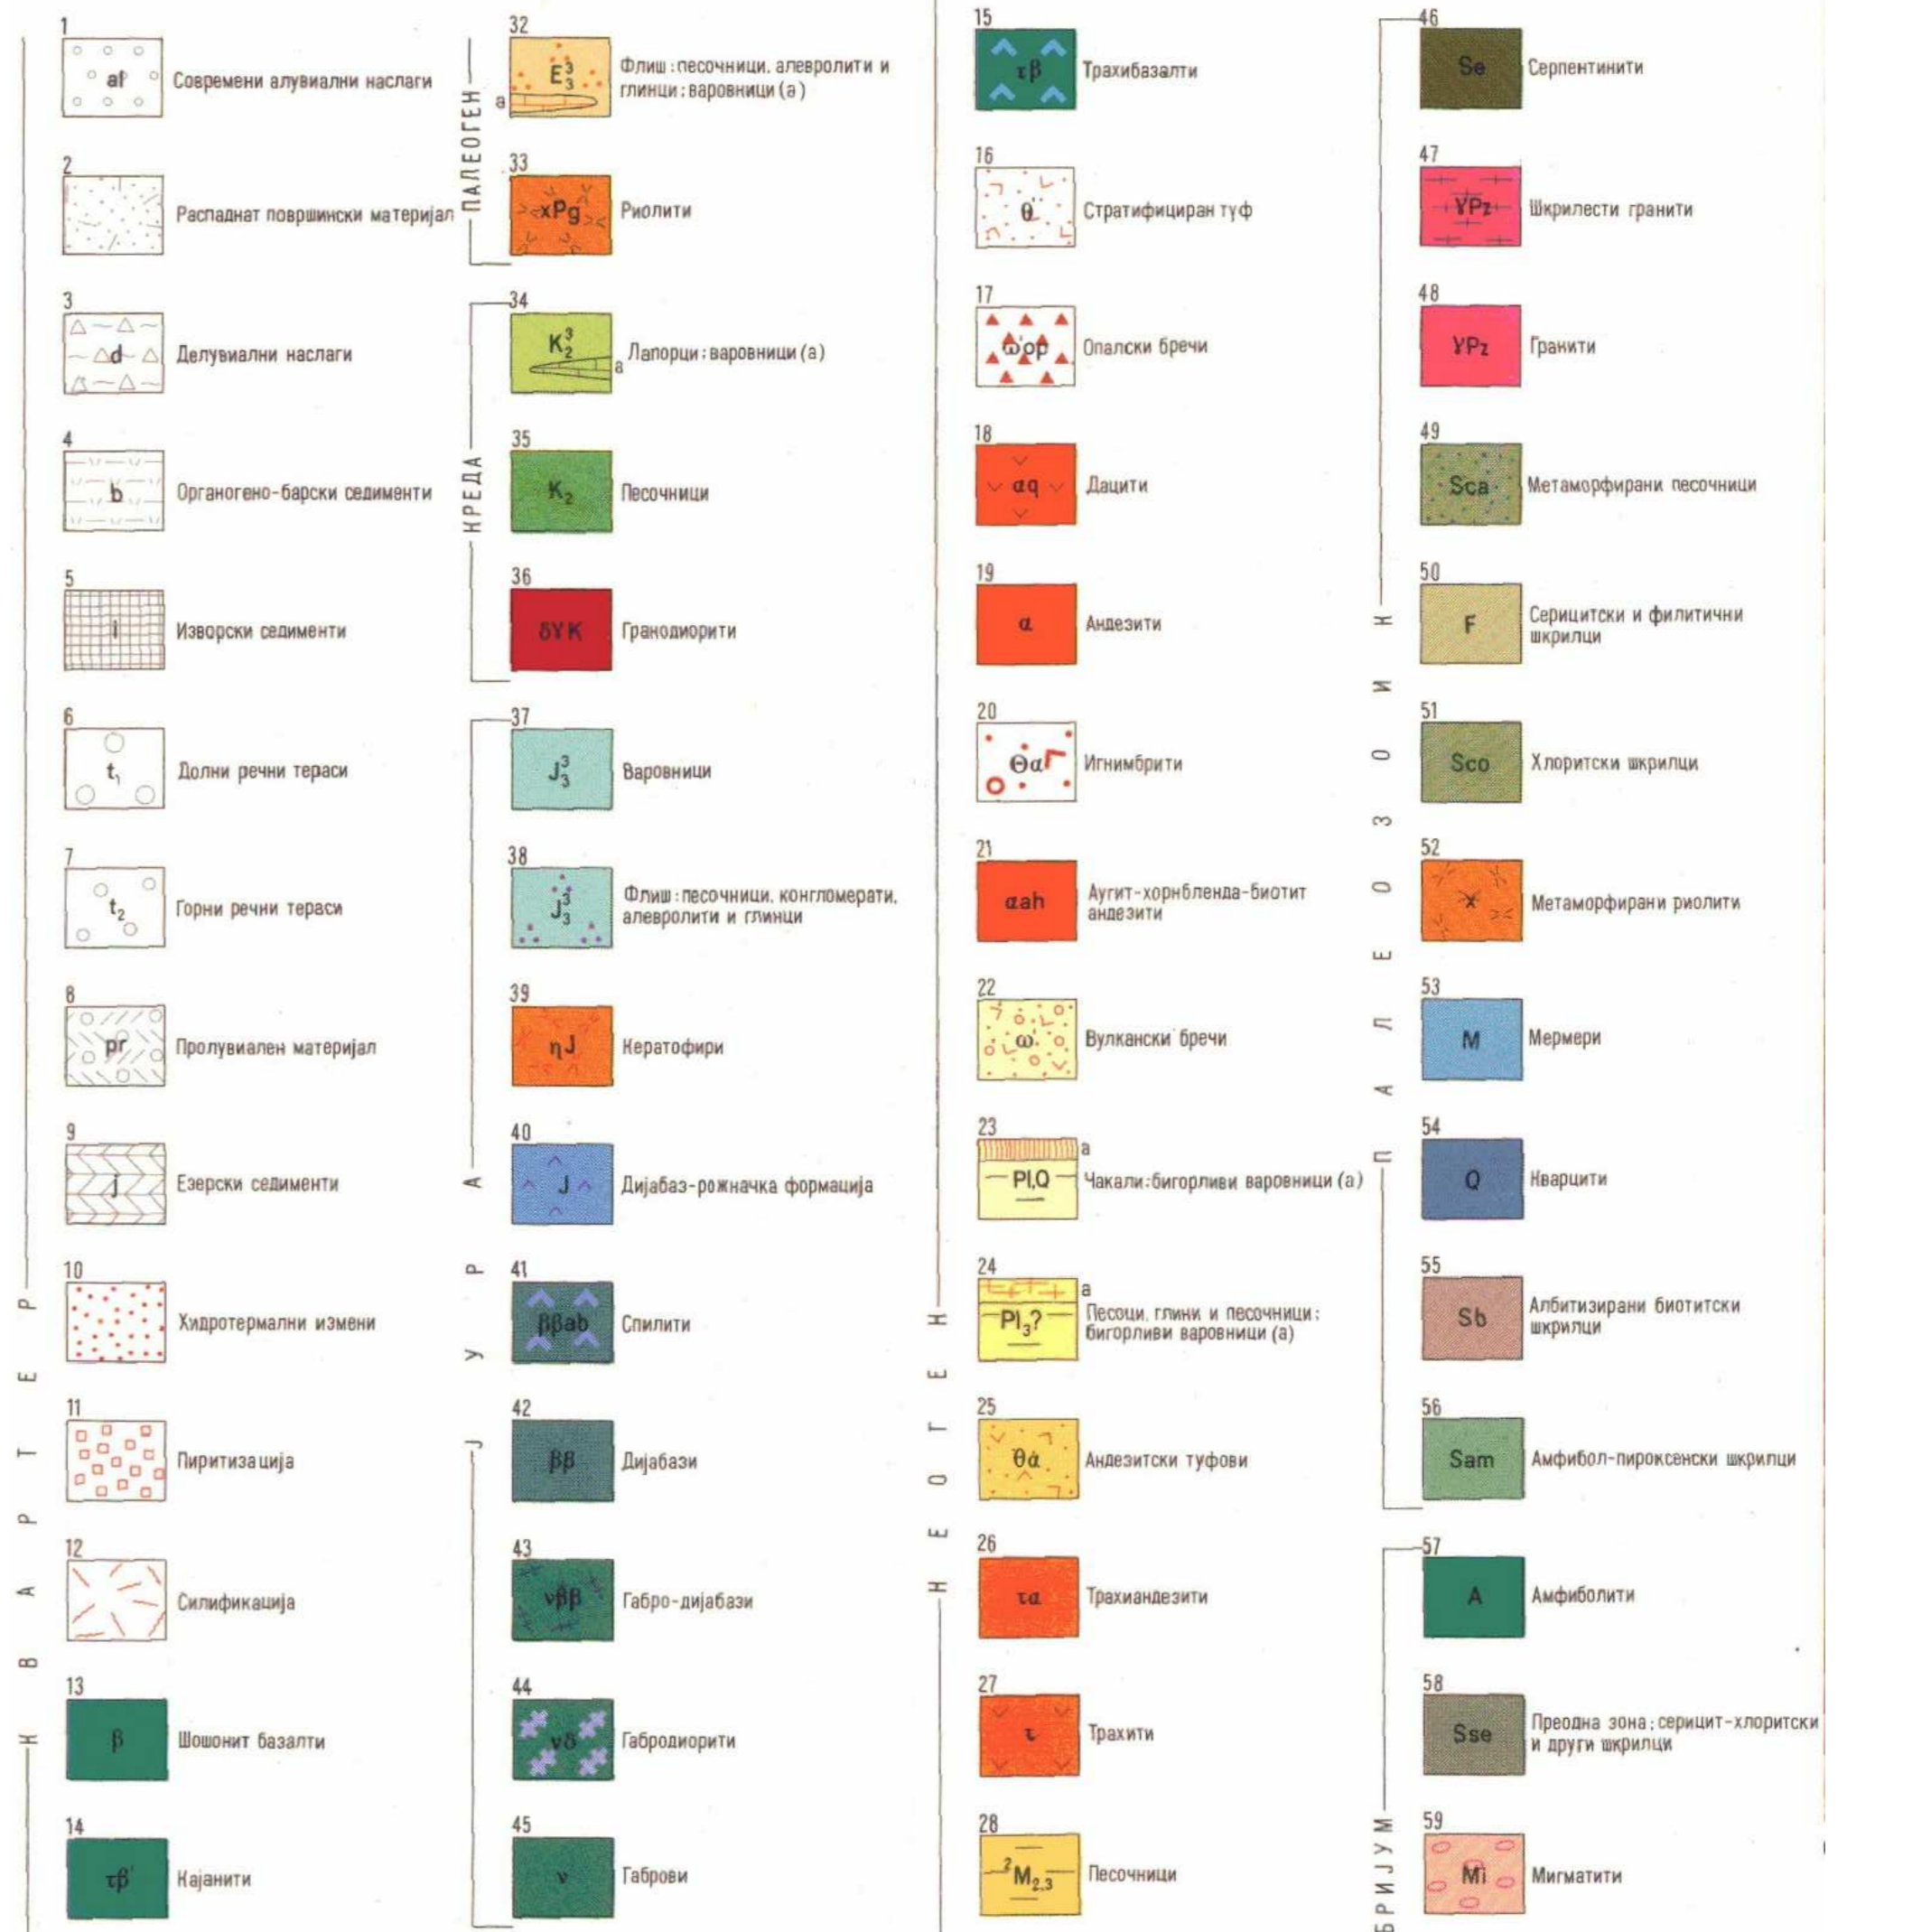 КВАРТЕР
1
al
Современи алувиални наслаги
2
Распаднат површински материјал
3
d
Делувиални наслаги
4
b
Органогено-барски седименти
5
i
Изворски седименти
6
t₁
Долни речни тераси
7
t₂
Горни речни тераси
8
pr
Пролувиален материјал
9
j
Езерски седименти
10
Хидротермални измени
11
Пиритизација
12
Силификација
13
β
Шошонит базалти
14
τβ'
Кајанити
ПАЛЕОГЕН
32
E₃³
a
Флиш: песочници, алевролити и
глинци; варовници (а)
33
xPg
Риолити
КРЕДА
34
K₂³
a
Лапорци; варовници (а)
35
K₂
Песочници
36
δɣK
Гранодиорити
ЈУРА
37
J₃³
Варовници
38
J₃³
Флиш: песочници, конгломерати,
алевролити и глинци
39
ηJ
Кератофири
40
J
Дијабаз-рожначка формација
41
ββab
Спилити
42
ββ
Дијабази
43
νββ
Габро-дијабази
44
νδ
Габродиорити
45
ν
Габрови
НЕОГЕН
15
τβ
Трахибазалти
16
θ''
Стратифициран туф
17
ω'op
Опалски бречи
18
αq
Дацити
19
α
Андезити
20
Θα
Игнимбрити
21
αah
Аугит-хорнбленда-биотит
андезити
22
ω'
Вулкански бречи
23
a
Pl,Q
Чакали; бигорливи варовници (а)
24
a
Pl₃?
Песоци, глини и песочници;
бигорливи варовници (а)
25
θα
Андезитски туфови
26
τα
Трахиандезити
27
τ
Трахити
28
²M₂,₃
Песочници
ПАЛЕОЗОИК
46
Se
Серпентинити
47
ɣPz
Шкрилести гранити
48
ɣPz
Гранити
49
Sca
Метаморфирани песочници
50
F
Серицитски и филитични
шкрилци
51
Sco
Хлоритски шкрилци
52
x
Метаморфирани риолити
53
M
Мермери
54
Q
Кварцити
55
Sb
Албитизирани биотитски
шкрилци
56
Sam
Амфибол-пироксенски шкрилци
БРИЈУМ
57
A
Амфиболити
58
Sse
Преодна зона; серицит-хлоритски
и други шкрилци
59
Mi
Мигматити